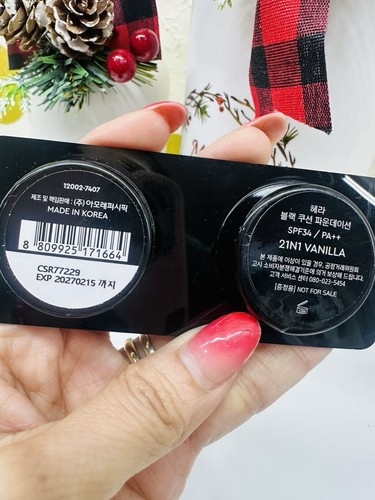 12002-7407
제조 및 책임판매 : (주)아모레퍼시픽
MADE IN KOREA
8 809925 171664
CSR77229
EXP 20270215 까지
헤라
블랙 쿠션 파운데이션
SPF34 / PA++
21N1 VANILLA
본 제품에 이상이 있을 경우, 공정거래위원회
고시 소비자분쟁해결기준에 의거 보상해 드립니다.
고객 서비스 센터 080-023-5454
[증정용] NOT FOR SALE